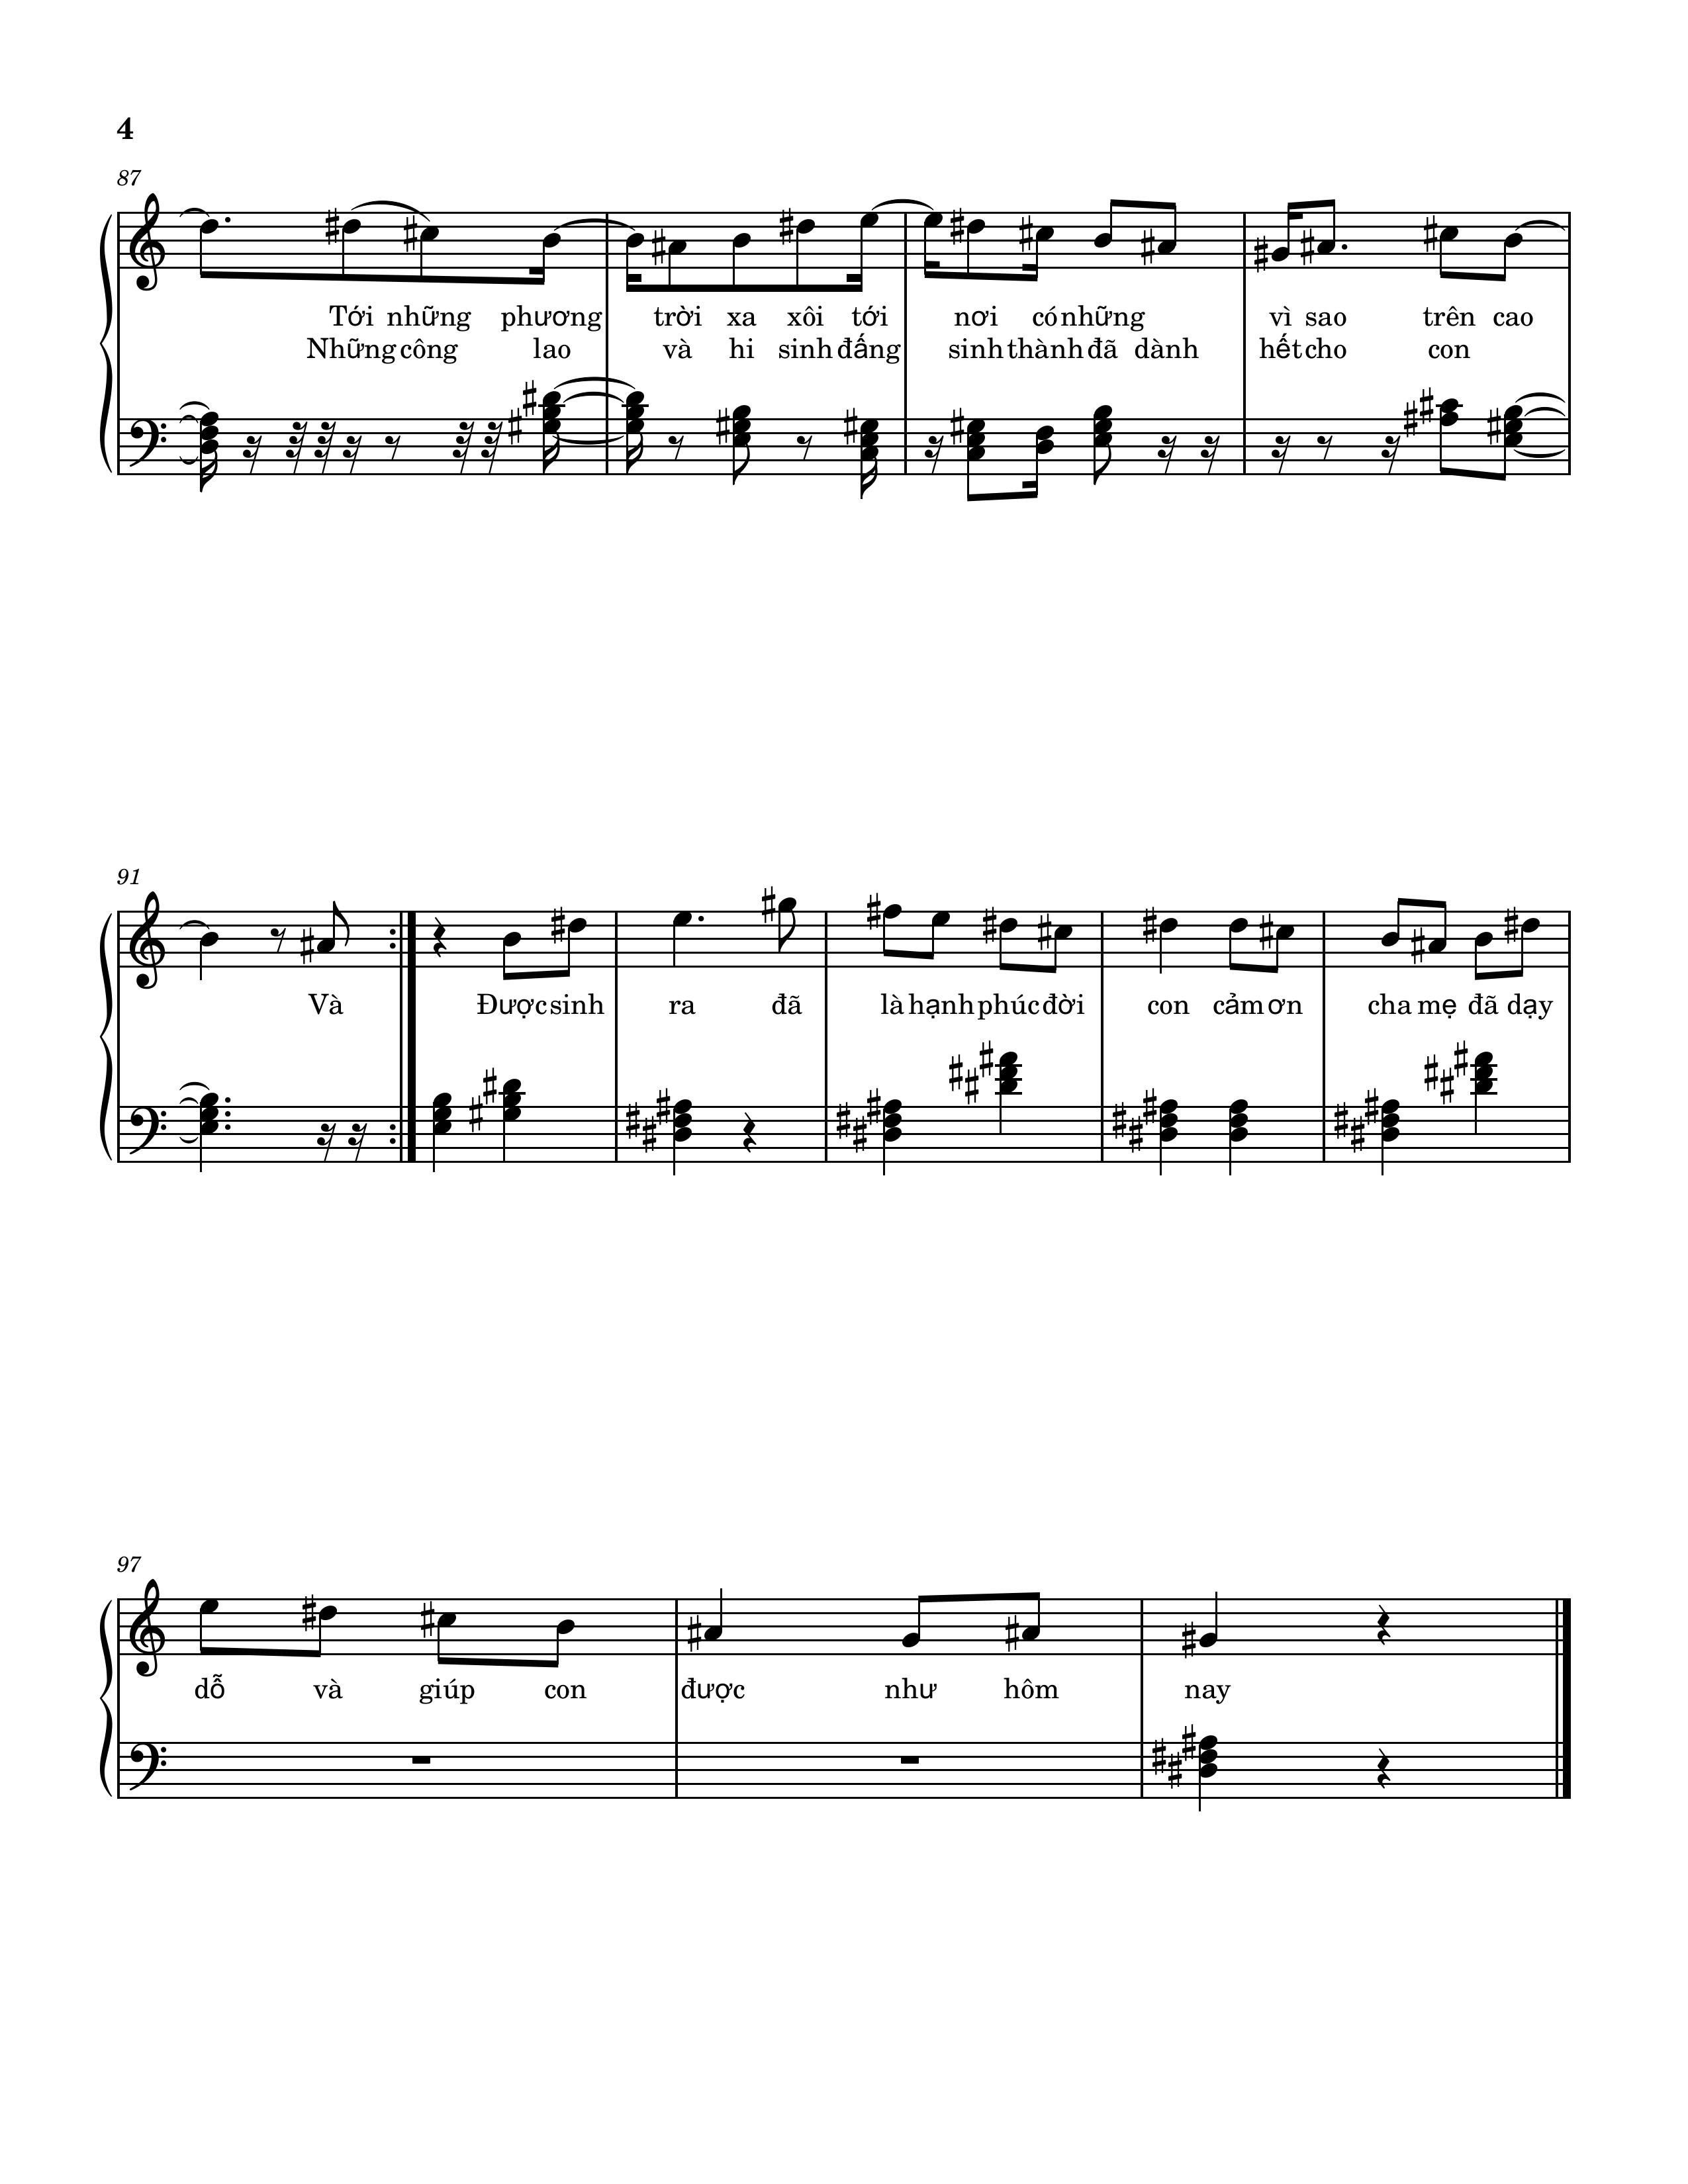 4
87
Tới những phương trời xa xôi tới nơi có những vì sao trên cao
Những công lao và hi sinh đấng sinh thành đã dành hết cho con
91
Và Được sinh ra đã là hạnh phúc đời con cảm ơn cha mẹ đã dạy
97
dỗ và giúp con được như hôm nay